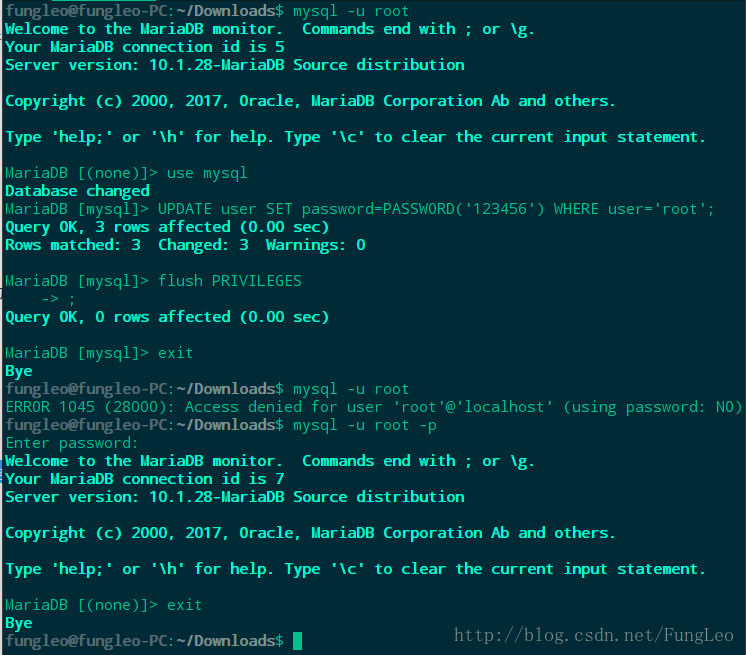 fungleo@fungleo-PC:~/Downloads$ mysql -u root
Welcome to the MariaDB monitor.  Commands end with ; or \g.
Your MariaDB connection id is 5
Server version: 10.1.28-MariaDB Source distribution
Copyright (c) 2000, 2017, Oracle, MariaDB Corporation Ab and others.
Type 'help;' or '\h' for help. Type '\c' to clear the current input statement.
MariaDB [(none)]> use mysql
Database changed
MariaDB [mysql]> UPDATE user SET password=PASSWORD('123456') WHERE user='root';
Query OK, 3 rows affected (0.00 sec)
Rows matched: 3  Changed: 3  Warnings: 0
MariaDB [mysql]> flush PRIVILEGES
    -> ;
Query OK, 0 rows affected (0.00 sec)
MariaDB [mysql]> exit
Bye
fungleo@fungleo-PC:~/Downloads$ mysql -u root
ERROR 1045 (28000): Access denied for user 'root'@'localhost' (using password: NO)
fungleo@fungleo-PC:~/Downloads$ mysql -u root -p
Enter password:
Welcome to the MariaDB monitor.  Commands end with ; or \g.
Your MariaDB connection id is 7
Server version: 10.1.28-MariaDB Source distribution
Copyright (c) 2000, 2017, Oracle, MariaDB Corporation Ab and others.
Type 'help;' or '\h' for help. Type '\c' to clear the current input statement.
MariaDB [(none)]> exit
Bye
fungleo@fungleo-PC:~/Downloads$
http://blog.csdn.net/FungLeo